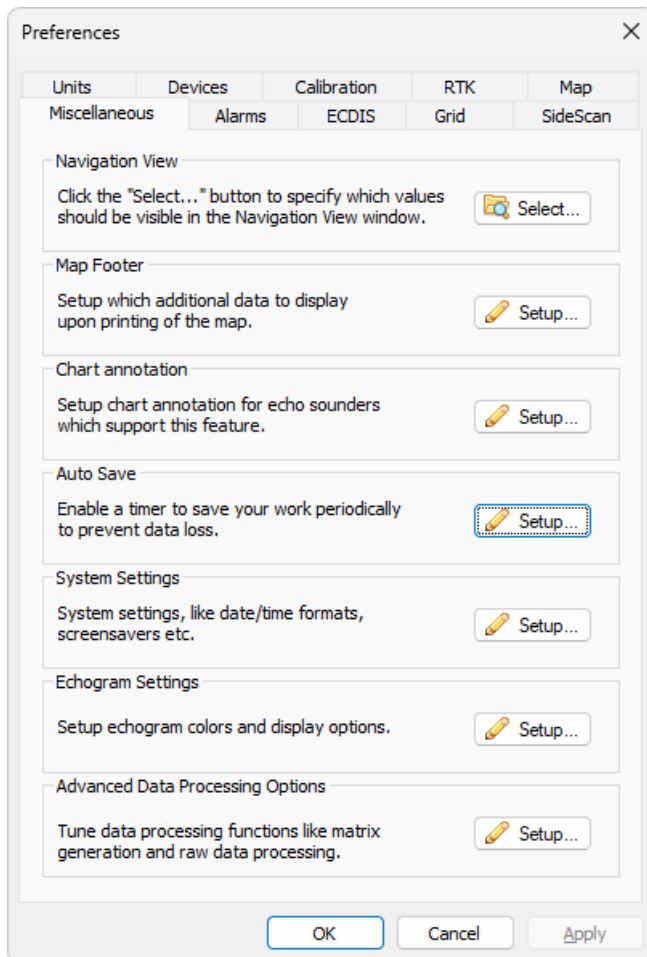 Preferences
Units Devices Calibration RTK Map
Miscellaneous Alarms ECDIS Grid SideScan
Navigation View
Click the "Select..." button to specify which values
should be visible in the Navigation View window.
Select...
Map Footer
Setup which additional data to display
upon printing of the map.
Setup...
Chart annotation
Setup chart annotation for echo sounders
which support this feature.
Setup...
Auto Save
Enable a timer to save your work periodically
to prevent data loss.
Setup...
System Settings
System settings, like date/time formats,
screensavers etc.
Setup...
Echogram Settings
Setup echogram colors and display options.
Setup...
Advanced Data Processing Options
Tune data processing functions like matrix
generation and raw data processing.
Setup...
OK Cancel Apply